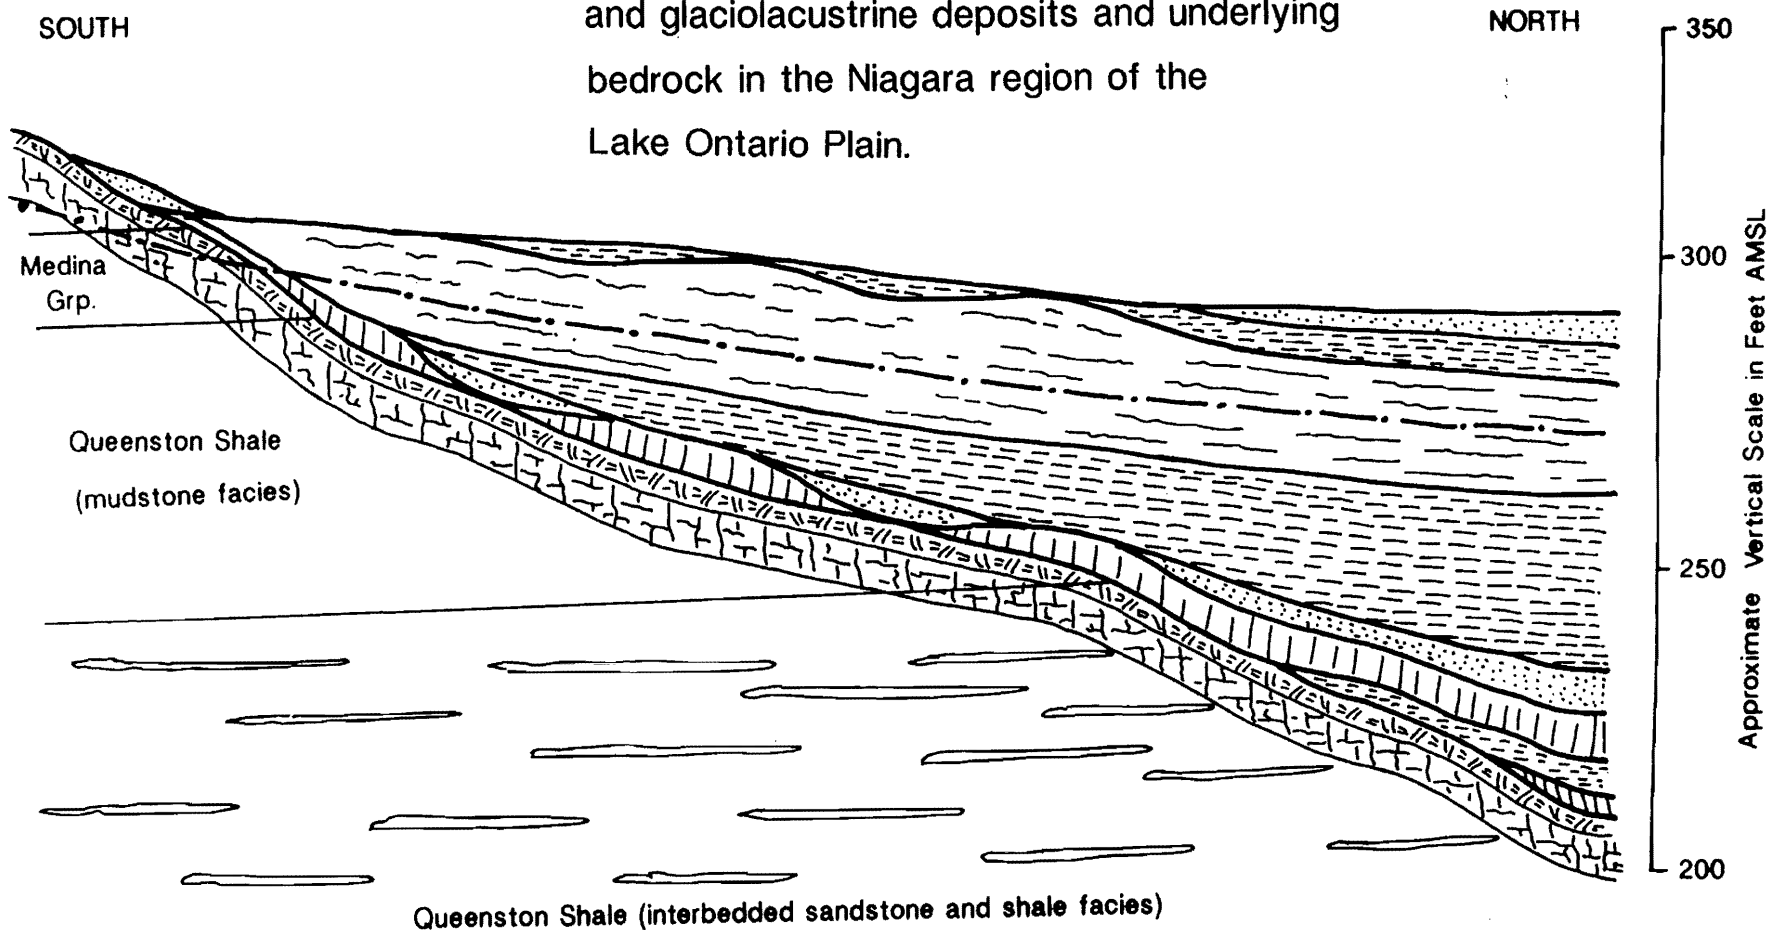 SOUTH
and glaciolacustrine deposits and underlying
bedrock in the Niagara region of the
Lake Ontario Plain.
NORTH
350
300
250
200
Approximate Vertical Scale in Feet AMSL
Medina
Grp.
Queenston Shale
(mudstone facies)
Queenston Shale (interbedded sandstone and shale facies)